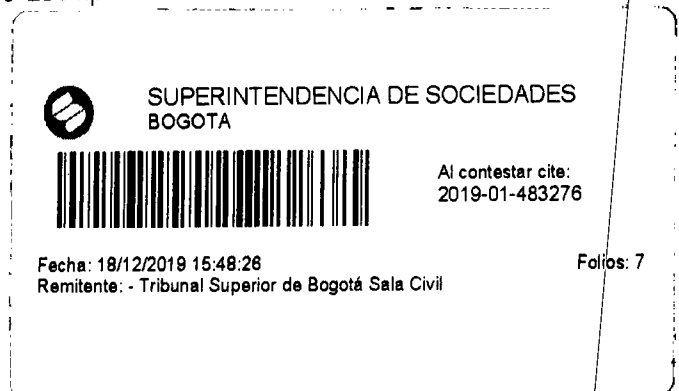 SUPERINTENDENCIA DE SOCIEDADES
BOGOTA
Al contestar cite:
2019-01-483276
Fecha: 18/12/2019 15:48:26
Folios: 7
Remitente: - Tribunal Superior de Bogotá Sala Civil